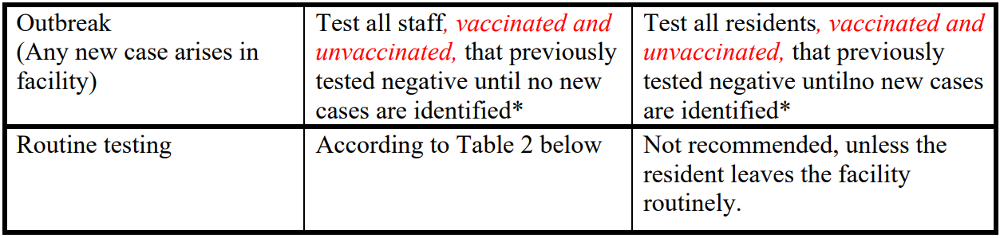 Outbreak
(Any new case arises in
facility)
Test all staff, vaccinated and
unvaccinated, that previously
tested negative until no new
cases are identified*
Test all residents, vaccinated and
unvaccinated, that previously
tested negative untilno new cases
are identified*
Routine testing
According to Table 2 below
Not recommended, unless the
resident leaves the facility
routinely.